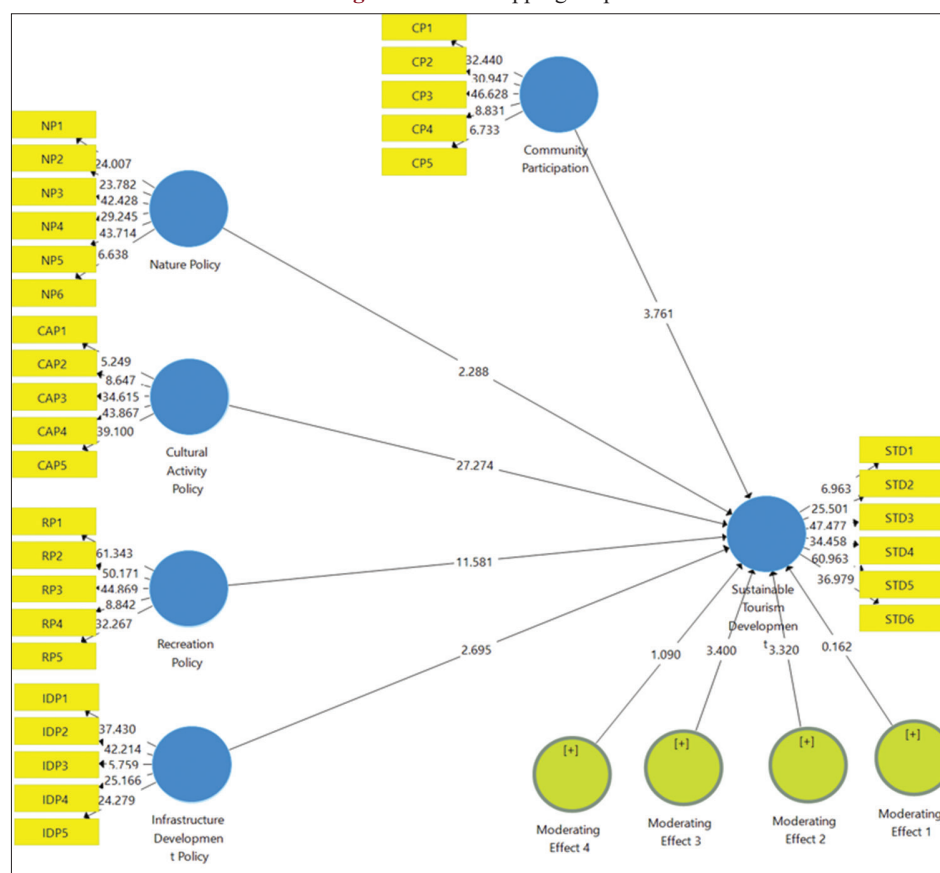 CP1
CP2
CP3
CP4
CP5
32.440
30.947
46.628
8.831
6.733
Community
Participation
NP1
NP2
NP3
NP4
NP5
NP6
24.007
23.782
42.428
29.245
43.714
6.638
Nature Policy
3.761
2.288
CAP1
CAP2
CAP3
CAP4
CAP5
5.249
8.647
34.615
43.867
39.100
Cultural
Activity
Policy
27.274
STD1
STD2
STD3
STD4
STD5
STD6
6.963
25.501
47.477
34.458
60.963
36.979
Sustainable
Tourism
Developmen
t
RP1
RP2
RP3
RP4
RP5
61.343
50.171
44.869
8.842
32.267
Recreation
Policy
11.581
2.695
IDP1
IDP2
IDP3
IDP4
IDP5
37.430
42.214
5.759
25.166
24.279
Infrastructure
Developmen
t Policy
1.090
3.400
3.320
0.162
[+]
[+]
[+]
[+]
Moderating
Effect 4
Moderating
Effect 3
Moderating
Effect 2
Moderating
Effect 1